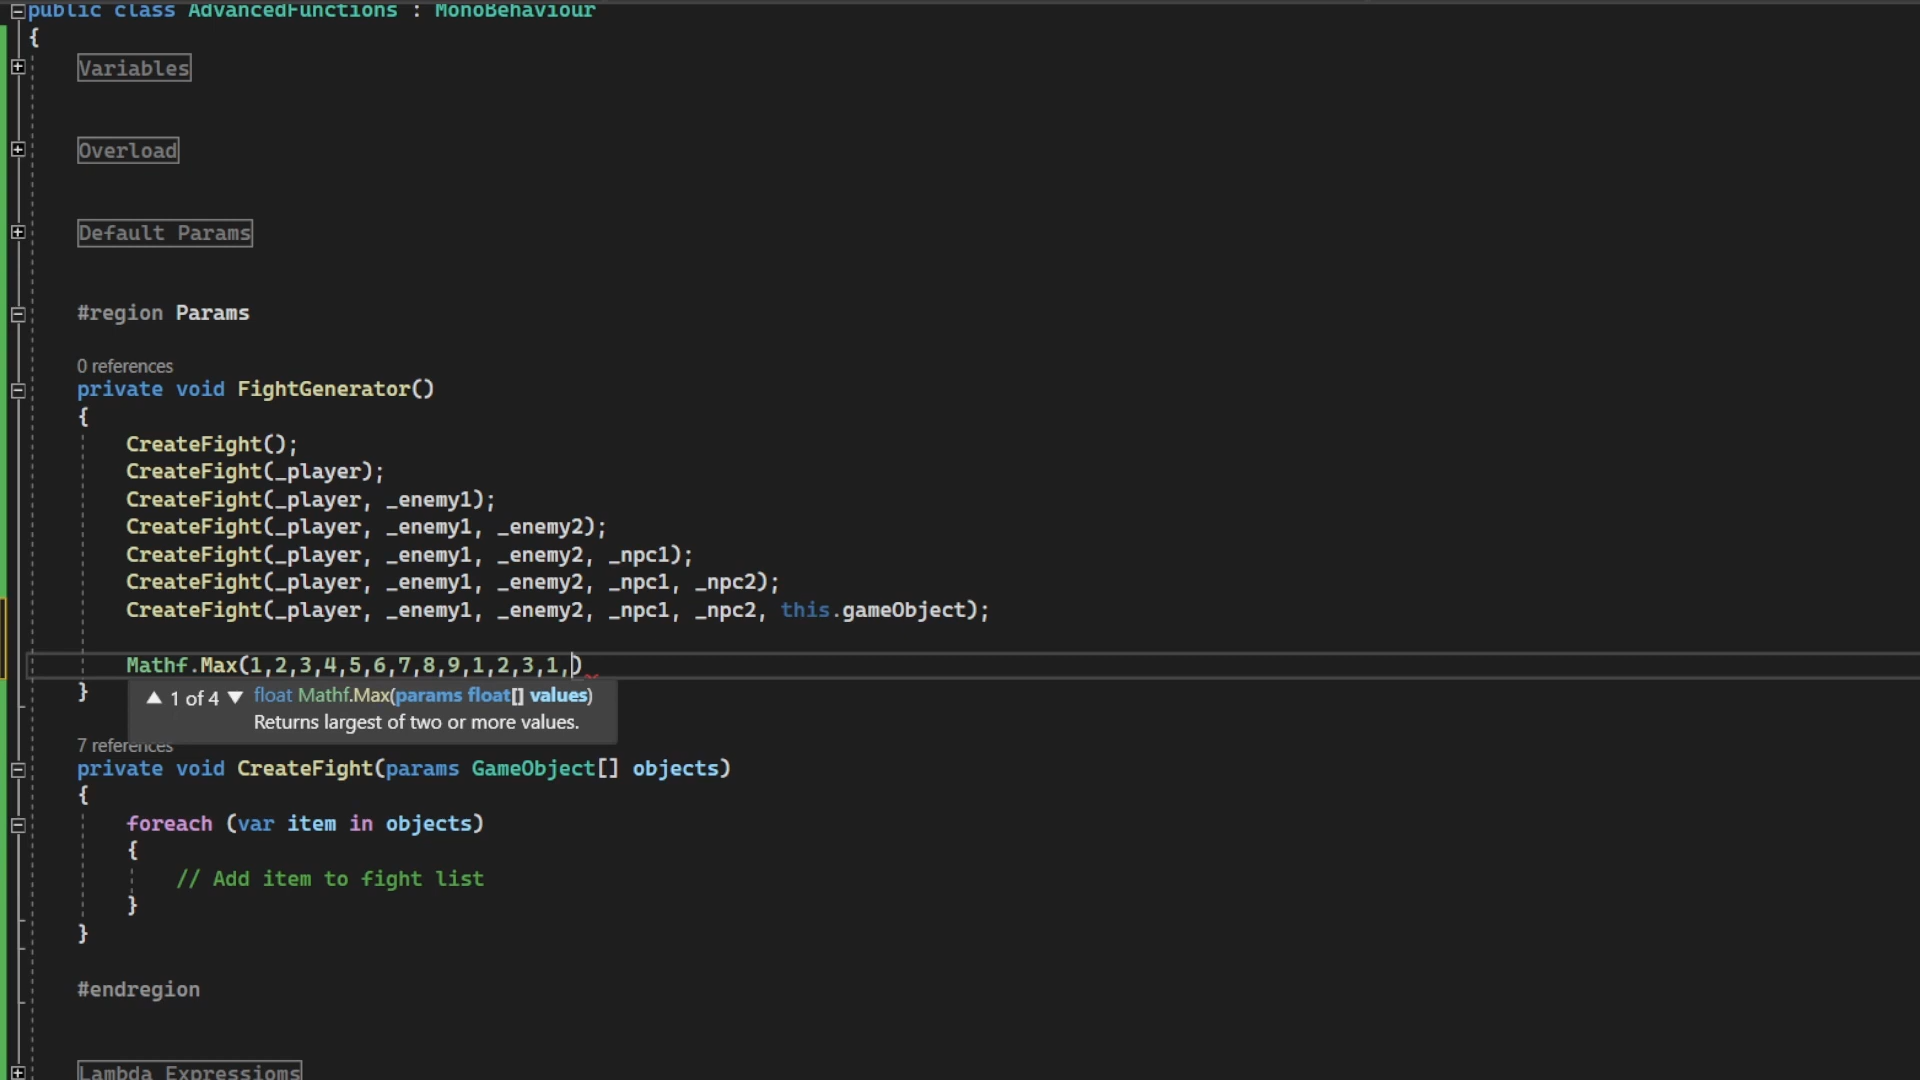 public class AdvancedFunctions : MonoBehaviour
{
Variables
Overload
Default Params
#region Params
0 references
private void FightGenerator()
{
CreateFight();
CreateFight(_player);
CreateFight(_player, _enemy1);
CreateFight(_player, _enemy1, _enemy2);
CreateFight(_player, _enemy1, _enemy2, _npc1);
CreateFight(_player, _enemy1, _enemy2, _npc1, _npc2);
CreateFight(_player, _enemy1, _enemy2, _npc1, _npc2, this.gameObject);
Mathf.Max(1,2,3,4,5,6,7,8,9,1,2,3,1,)
}
▲ 1 of 4 ▼ float Mathf.Max(params float[] values)
Returns largest of two or more values.
7 references
private void CreateFight(params GameObject[] objects)
{
foreach (var item in objects)
{
// Add item to fight list
}
}
#endregion
Lambda Expressioms